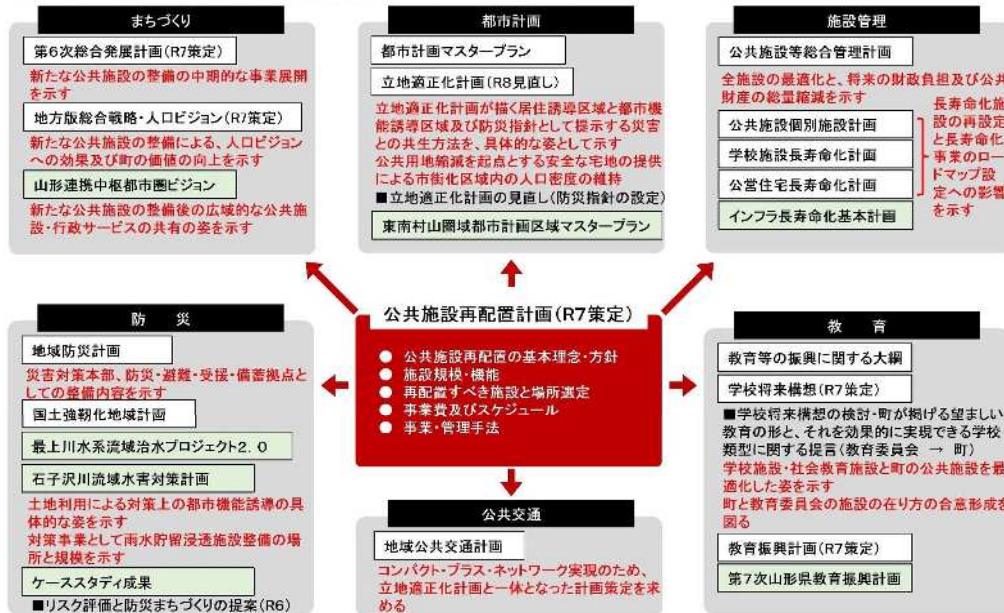 まちづくり
第6次総合発展計画(R7策定)
新たな公共施設の整備の中期的な事業展開
を示す
地方版総合戦略・人口ビジョン(R7策定)
新たな公共施設の整備による、人口ビジョン
への効果及び町の価値の向上を示す
山形連携中枢都市圏ビジョン
新たな公共施設の整備後の広域的な公共施
設・行政サービスの共有の姿を示す
都市計画
都市計画マスタープラン
立地適正化計画(R8見直し)
立地適正化計画が描く居住誘導区域と都市機
能誘導区域及び防災指針として提示する災害
との共生方法を、具体的な姿として示す
公共用地縮減を起点とする安全な宅地の提供
による市街化区域内の人口密度の維持
■立地適正化計画の見直し(防災指針の設定)
東南村山圏域都市計画区域マスタープラン
施設管理
公共施設等総合管理計画
全施設の最適化と、将来の財政負担及び公共
財産の総量縮減を示す
公共施設個別施設計画
学校施設長寿命化計画
公営住宅長寿命化計画
インフラ長寿命化基本計画
長寿命化施
設の再設定
と長寿命化
事業のロー
ドマップ設
定への影響
を示す
公共施設再配置計画(R7策定)
● 公共施設再配置の基本理念・方針
● 施設規模・機能
● 再配置すべき施設と場所選定
● 事業費及びスケジュール
● 事業・管理手法
防 災
地域防災計画
災害対策本部、防災・避難・受援・備蓄拠点と
しての整備内容を示す
国土強靭化地域計画
最上川水系流域治水プロジェクト2.0
石子沢川流域水害対策計画
土地利用による対策上の都市機能誘導の具
体的な姿を示す
対策事業として雨水貯留浸透施設整備の場
所と規模を示す
ケーススタディ成果
■リスク評価と防災まちづくりの提案(R6)
公共交通
地域公共交通計画
コンパクト・プラス・ネットワーク実現のため、
立地適正化計画と一体となった計画策定を求
める
教 育
教育等の振興に関する大綱
学校将来構想(R7策定)
■学校将来構想の検討・町が掲げる望ましい
教育の形と、それを効果的に実現できる学校
類型に関する提言(教育委員会 → 町)
学校施設・社会教育施設と町の公共施設を最
適化した姿を示す
町と教育委員会の施設の在り方の合意形成を
図る
教育振興計画(R7策定)
第7次山形県教育振興計画